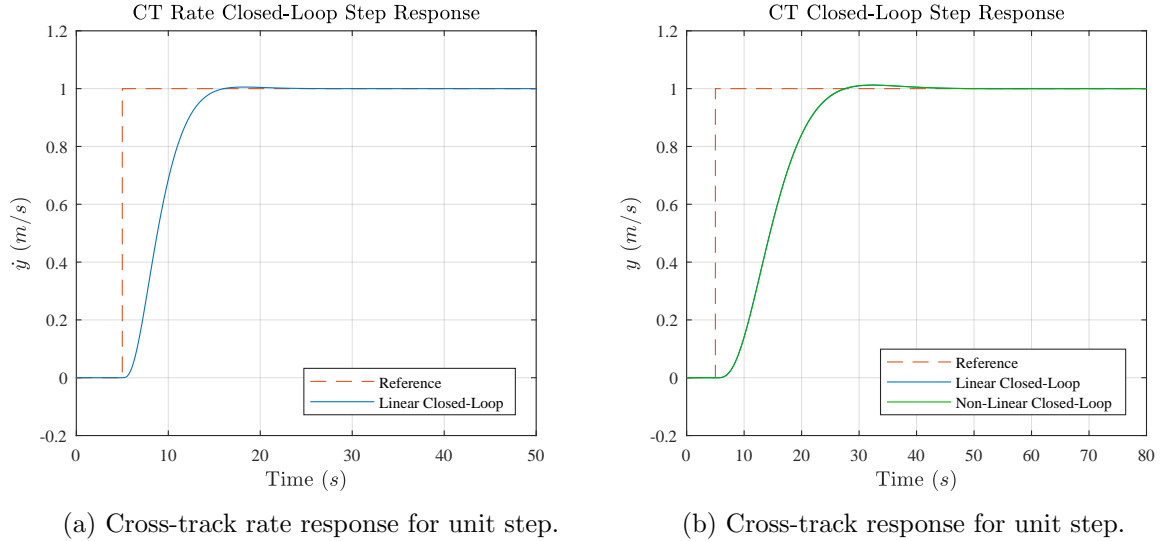 CT Rate Closed-Loop Step Response
1.2
1
0.8
0.6
0.4
0.2
0
-0.2
ẏ (m/s)
0 10 20 30 40 50
Time (s)
Reference
Linear Closed-Loop
(a) Cross-track rate response for unit step.
CT Closed-Loop Step Response
1.2
1
0.8
0.6
0.4
0.2
0
-0.2
y (m/s)
0 10 20 30 40 50 60 70 80
Time (s)
Reference
Linear Closed-Loop
Non-Linear Closed-Loop
(b) Cross-track response for unit step.